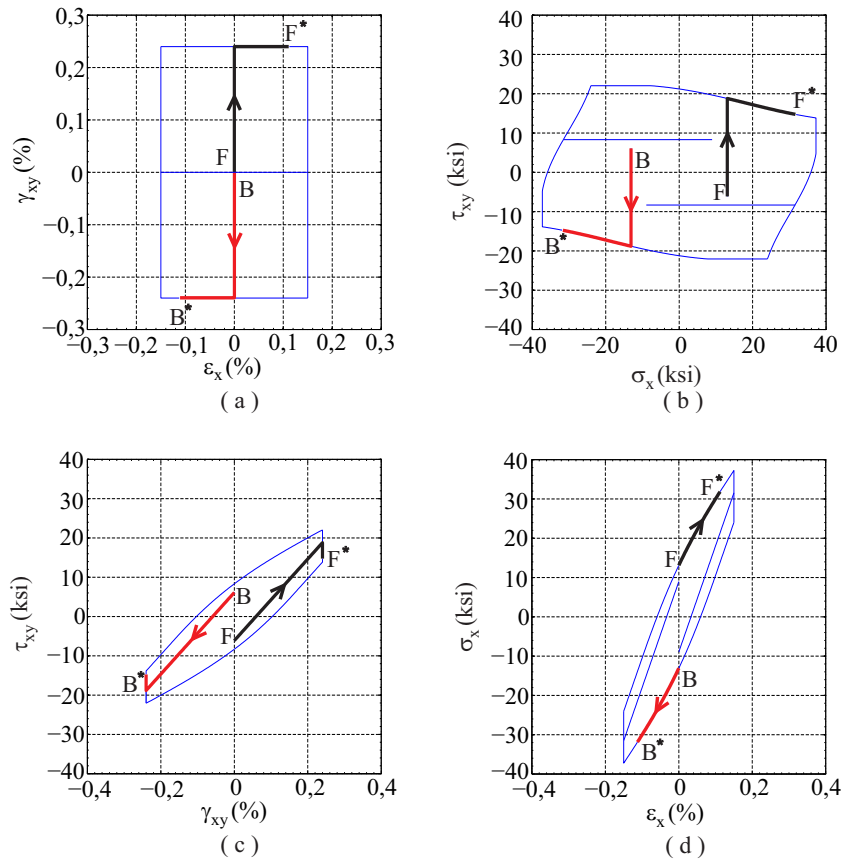 0,3
0,2
0,1
0
−0,1
−0,2
−0,3
γxy (%)
F*
F
B
B*
−0,3 −0,2 −0,1 0 0,1 0,2 0,3
εx (%)
( a )
40
30
20
10
0
−10
−20
−30
40
τxy (ksi)
F*
B
F
B*
−40 −20 0 20 40
σx (ksi)
( b )
40
30
20
10
0
−10
−20
−30
−40
τxy (ksi)
F*
B
F
B*
−0,4 −0,2 0 0,2 0,4
γxy (%)
( c )
40
30
20
10
0
−10
−20
−30
−40
σx (ksi)
F*
F
B
B*
−0,4 −0,2 0 0,2 0,4
εx (%)
( d )